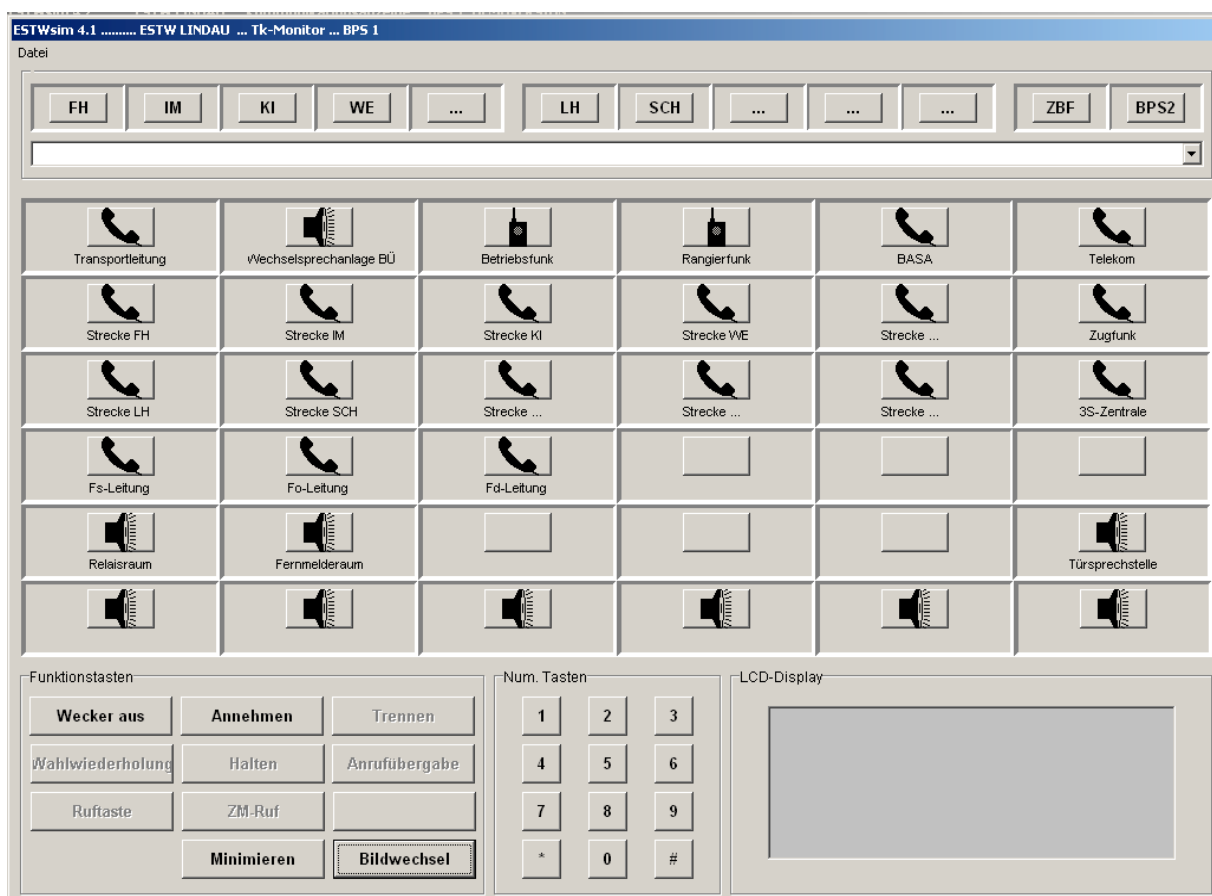 ESTWsim 4.1 .......... ESTW LINDAU ... Tk-Monitor ... BPS 1
Datei
FH IM KI WE ... LH SCH ... ... ... ZBF BPS2
Transportleitung Wechselsprechanlage BÜ Betriebsfunk Rangierfunk BASA Telekom
Strecke FH Strecke IM Strecke KI Strecke WE Strecke ... Zugfunk
Strecke LH Strecke SCH Strecke ... Strecke ... Strecke ... 3S-Zentrale
Fs-Leitung Fo-Leitung Fd-Leitung
Relaisraum Fernmelderaum Türsprechstelle
Funktionstasten Num. Tasten LCD-Display
Wecker aus Annehmen Trennen 1 2 3
Wahlwiederholung Halten Anrufübergabe 4 5 6
Ruftaste ZM-Ruf 7 8 9
Minimieren Bildwechsel * 0 #